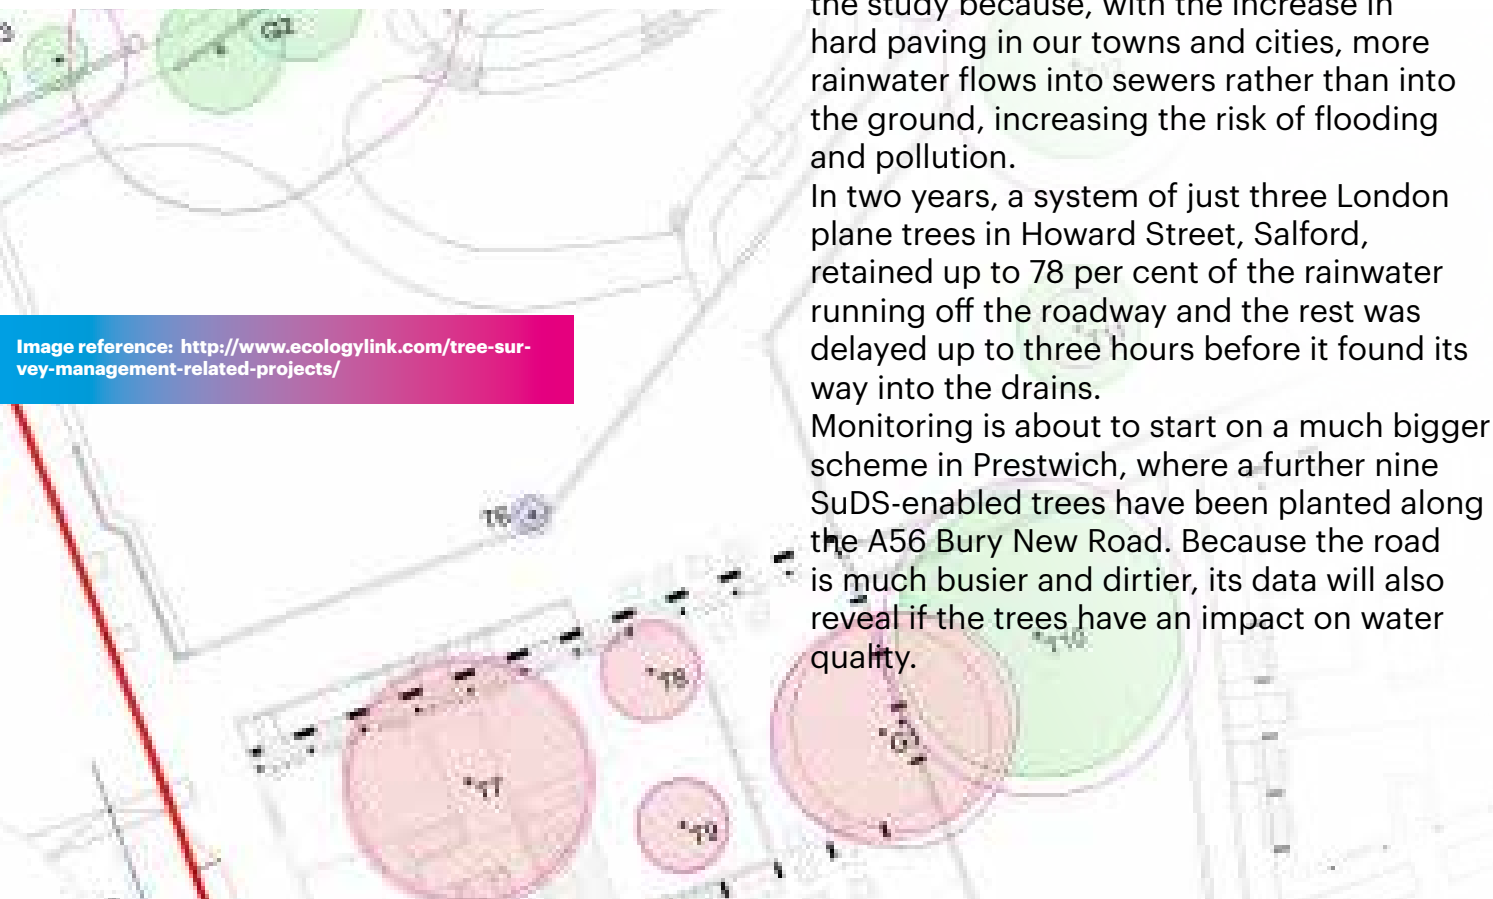 the study because, with the increase in
hard paving in our towns and cities, more
rainwater flows into sewers rather than into
the ground, increasing the risk of flooding
and pollution.
In two years, a system of just three London
plane trees in Howard Street, Salford,
retained up to 78 per cent of the rainwater
running off the roadway and the rest was
delayed up to three hours before it found its
way into the drains.
Monitoring is about to start on a much bigger
scheme in Prestwich, where a further nine
SuDS-enabled trees have been planted along
the A56 Bury New Road. Because the road
is much busier and dirtier, its data will also
reveal if the trees have an impact on water
quality.
Image reference: http://www.ecologylink.com/tree-sur-
vey-management-related-projects/
G2
T6
T7
T8
T9
T10